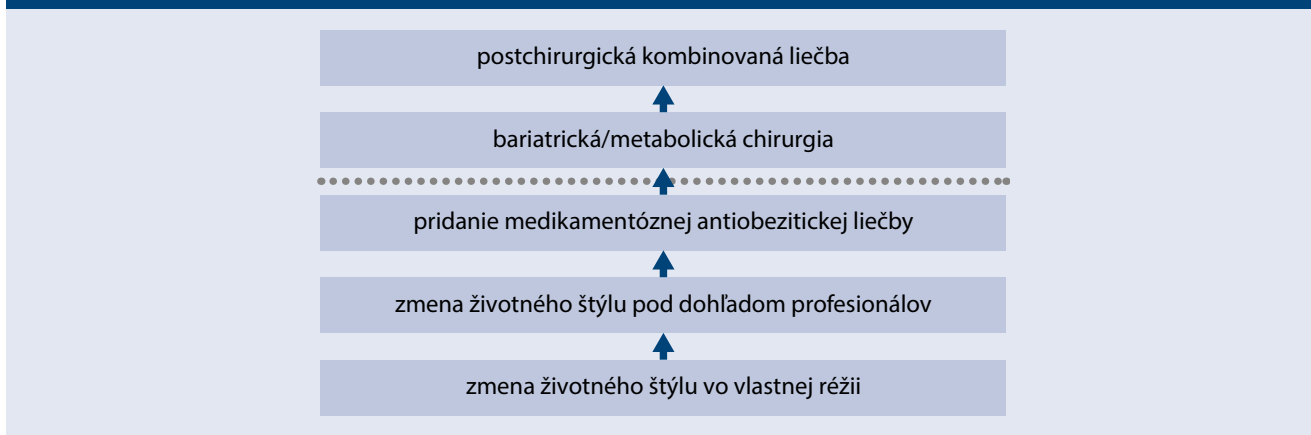 postchirurgická kombinovaná liečba
bariatrická/metabolická chirurgia
pridanie medikamentóznej antiobezitickej liečby
zmena životného štýlu pod dohľadom profesionálov
zmena životného štýlu vo vlastnej réžii